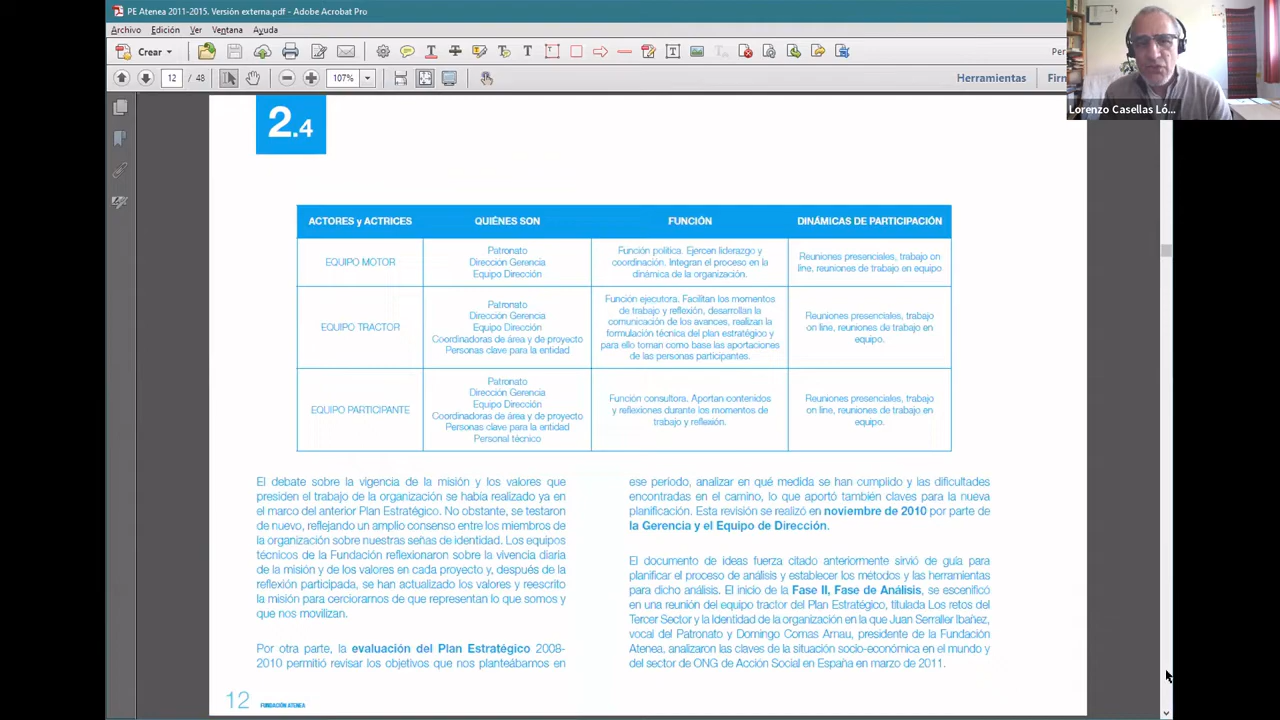 PE Atenea 2011-2015. Versión externa.pdf - Adobe Acrobat Pro
Archivo Edición Ver Ventana Ayuda
Crear
12 / 48 107% Herramientas
Lorenzo Casellas Ló...
2.4
ACTORES y ACTRICES QUIÉNES SON FUNCIÓN DINÁMICAS DE PARTICIPACIÓN
EQUIPO MOTOR
Patronato
Dirección Gerencia
Equipo Dirección
Función política. Ejercen liderazgo y
coordinación. Integran el proceso en la
dinámica de la organización.
Reuniones presenciales, trabajo on
line, reuniones de trabajo en equipo
EQUIPO TRACTOR
Patronato
Dirección Gerencia
Equipo Dirección
Coordinadoras de área y de proyecto
Personas clave para la entidad
Función ejecutora. Facilitan los momentos
de trabajo y reflexión, desarrollan la
comunicación de los avances, realizan la
formulación técnica del plan estratégico y
para ello toman como base las aportaciones
de las personas participantes.
Reuniones presenciales, trabajo
on line, reuniones de trabajo en
equipo.
EQUIPO PARTICIPANTE
Patronato
Dirección Gerencia
Equipo Dirección
Coordinadoras de área y de proyecto
Personas clave para la entidad
Personal técnico
Función consultora. Aportan contenidos
y reflexiones durante los momentos de
trabajo y reflexión.
Reuniones presenciales, trabajo
on line, reuniones de trabajo en
equipo.
El debate sobre la vigencia de la misión y los valores que
presiden el trabajo de la organización se había realizado ya en
el marco del anterior Plan Estratégico. No obstante, se testaron
de nuevo, reflejando un amplio consenso entre los miembros de
la organización sobre nuestras señas de identidad. Los equipos
técnicos de la Fundación reflexionaron sobre la vivencia diaria
de la misión y de los valores en cada proyecto y, después de la
reflexión participada, se han actualizado los valores y reescrito
la misión para cerciorarnos de que representan lo que somos y
que nos movilizan.
Por otra parte, la evaluación del Plan Estratégico 2008-
2010 permitió revisar los objetivos que nos planteábamos en
ese periodo, analizar en qué medida se han cumplido y las dificultades
encontradas en el camino, lo que aportó también claves para la nueva
planificación. Esta revisión se realizó en noviembre de 2010 por parte de
la Gerencia y el Equipo de Dirección.
El documento de ideas fuerza citado anteriormente sirvió de guía para
planificar el proceso de análisis y establecer los métodos y las herramientas
para dicho análisis. El inicio de la Fase II, Fase de Análisis, se escenificó
en una reunión del equipo tractor del Plan Estratégico, titulada Los retos del
Tercer Sector y la Identidad de la organización en la que Juan Serraller Ibañez,
vocal del Patronato y Domingo Comas Arnau, presidente de la Fundación
Atenea, analizaron las claves de la situación socio-económica en el mundo y
del sector de ONG de Acción Social en España en marzo de 2011.
12 FUNDACIÓN ATENEA